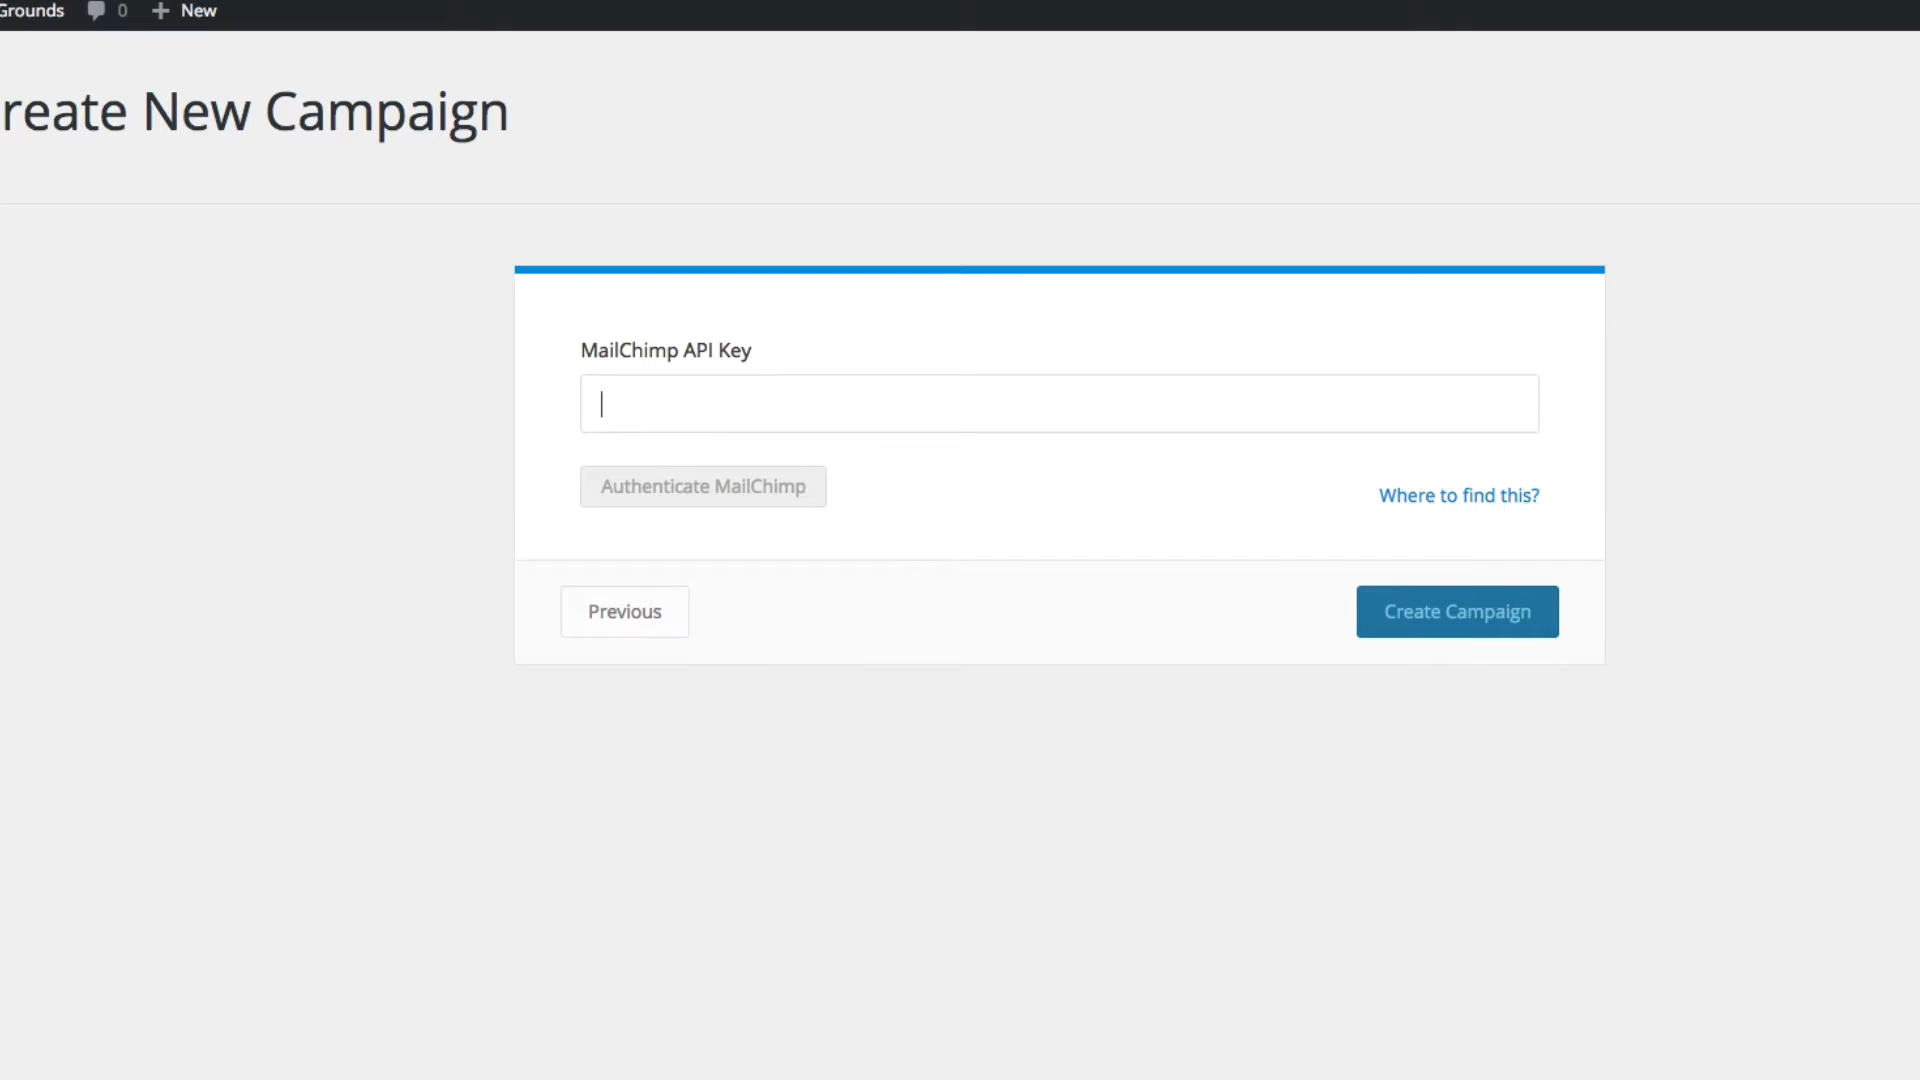 Grounds 0 New
reate New Campaign
MailChimp API Key
Authenticate MailChimp
Where to find this?
Previous
Create Campaign